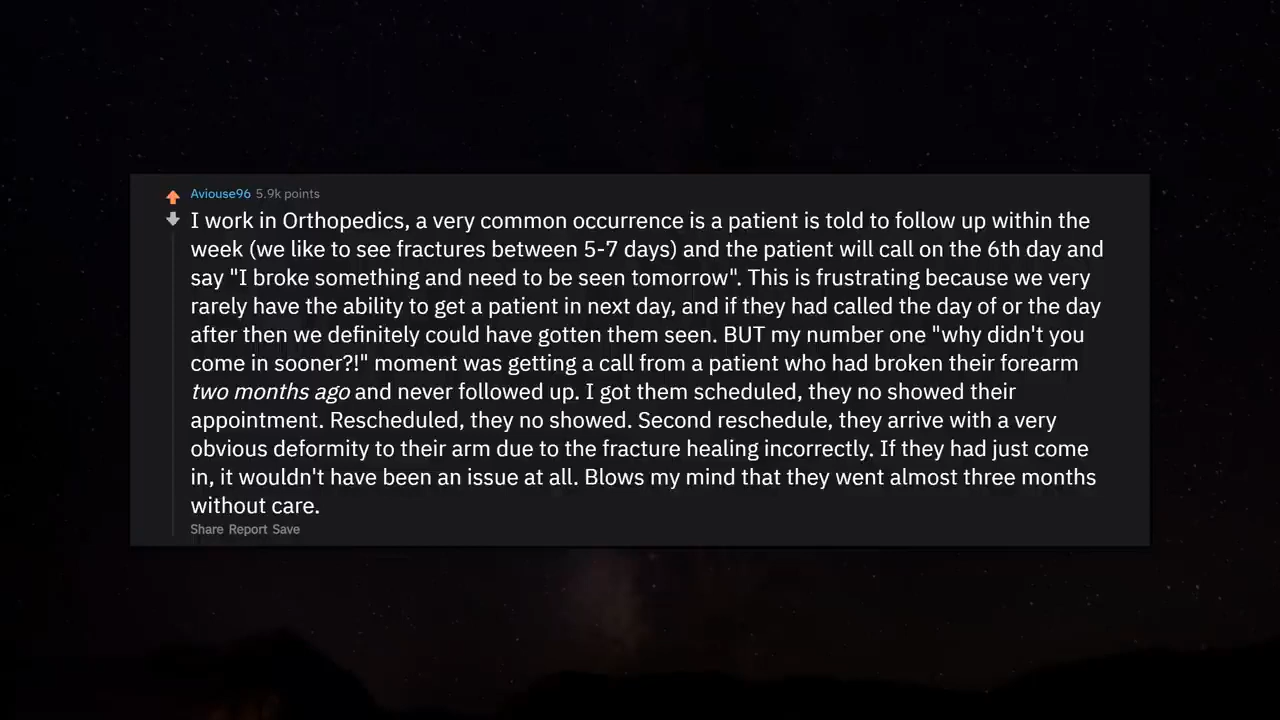 Aviouse96 5.9k points
I work in Orthopedics, a very common occurrence is a patient is told to follow up within the
week (we like to see fractures between 5-7 days) and the patient will call on the 6th day and
say "I broke something and need to be seen tomorrow". This is frustrating because we very
rarely have the ability to get a patient in next day, and if they had called the day of or the day
after then we definitely could have gotten them seen. BUT my number one "why didn't you
come in sooner?!" moment was getting a call from a patient who had broken their forearm
two months ago and never followed up. I got them scheduled, they no showed their
appointment. Rescheduled, they no showed. Second reschedule, they arrive with a very
obvious deformity to their arm due to the fracture healing incorrectly. If they had just come
in, it wouldn't have been an issue at all. Blows my mind that they went almost three months
without care.
Share Report Save